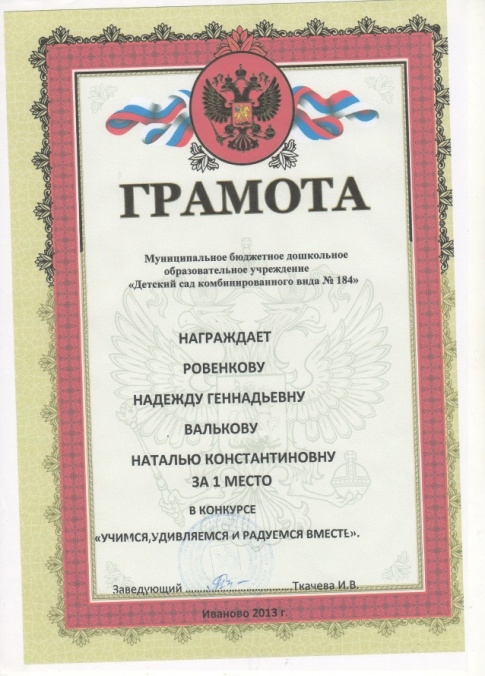 ГРАМОТА
Муниципальное бюджетное дошкольное
образовательное учреждение
«Детский сад комбинированного вида № 184»
НАГРАЖДАЕТ
РОВЕНКОВУ
НАДЕЖДУ ГЕННАДЬЕВНУ
ВАЛЬКОВУ
НАТАЛЬЮ КОНСТАНТИНОВНУ
ЗА 1 МЕСТО
В КОНКУРСЕ
«УЧИМСЯ,УДИВЛЯЕМСЯ И РАДУЕМСЯ ВМЕСТЕ».
Заведующий ……………………………Ткачева И.В.
Иваново 2013 г.